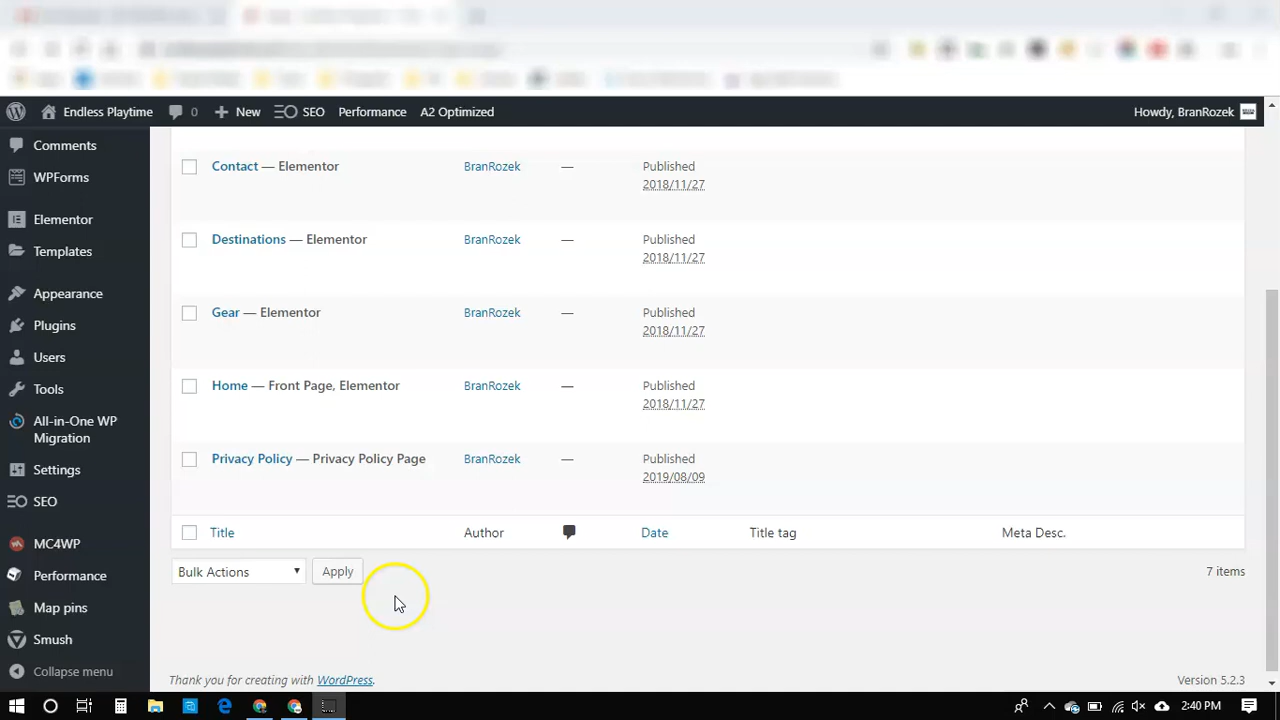 Endless Playtime 0 New SEO Performance A2 Optimized Howdy, BranRozek
Comments
WPForms
Elementor
Templates
Appearance
Plugins
Users
Tools
All-in-One WP
Migration
Settings
SEO
MC4WP
Performance
Map pins
Smush
Collapse menu
Contact — Elementor BranRozek — Published
2018/11/27
Destinations — Elementor BranRozek — Published
2018/11/27
Gear — Elementor BranRozek — Published
2018/11/27
Home — Front Page, Elementor BranRozek — Published
2018/11/27
Privacy Policy — Privacy Policy Page BranRozek — Published
2019/08/09
Title Author Date Title tag Meta Desc.
Bulk Actions Apply 7 items
Thank you for creating with WordPress. Version 5.2.3
2:40 PM